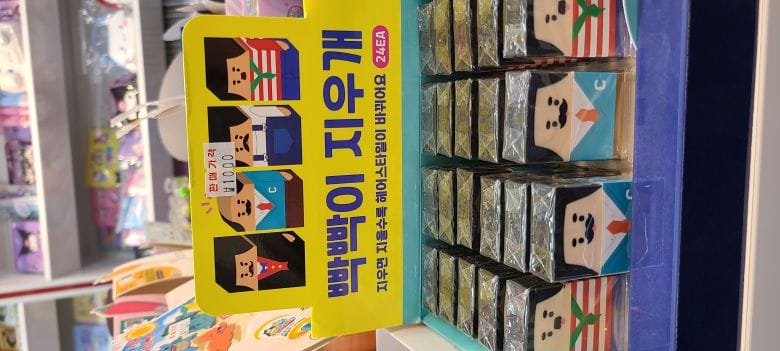 빡빡이 지우개
지우면 지울수록 헤어스타일이 바뀌어요
24EA
판매가격
₩1000
C
C
C